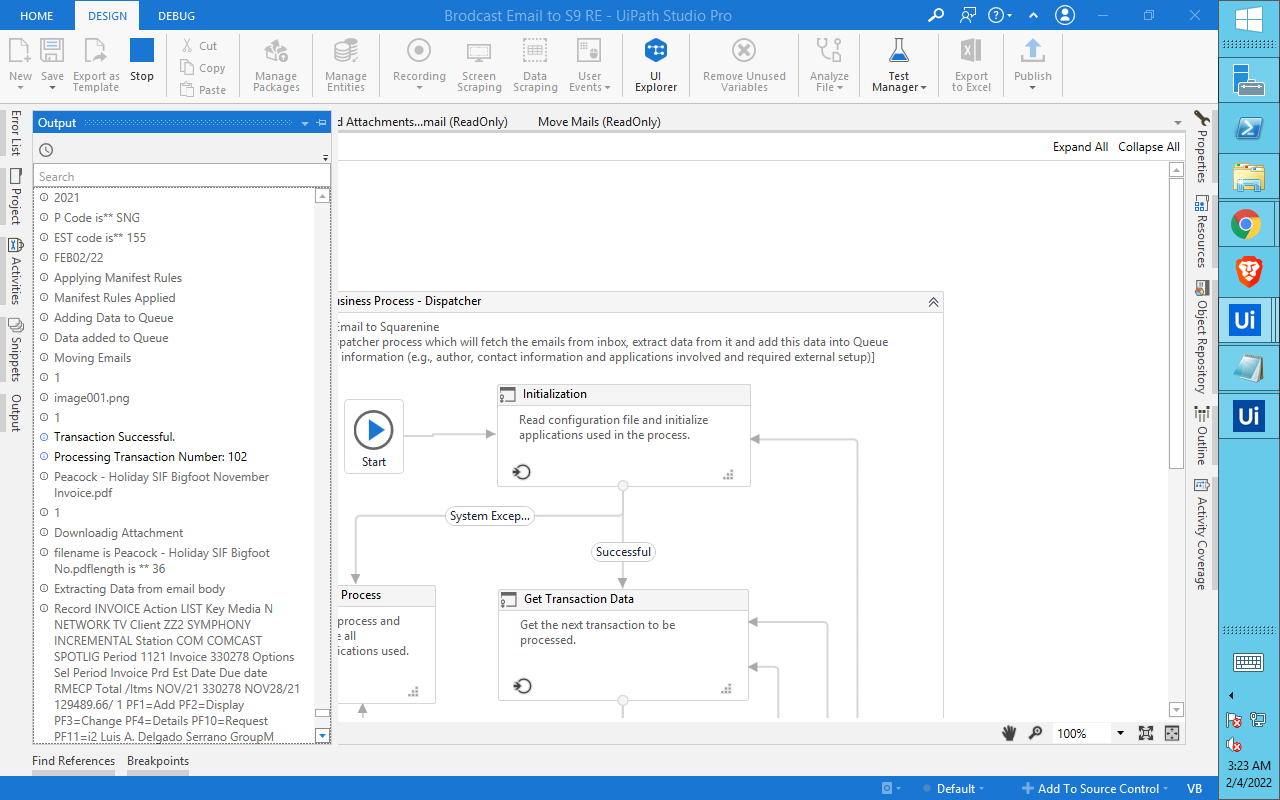 HOME DESIGN DEBUG Brodcast Email to S9 RE - UiPath Studio Pro
New Save Export as Template Stop Cut Copy Paste Manage Packages Manage Entities Recording Screen Scraping Data Scraping User Events UI Explorer Remove Unused Variables Analyze File Test Manager Export to Excel Publish
Error List
Project
Activities
Snippets
Output
Output
Search
2021
P Code is** SNG
EST code is** 155
FEB02/22
Applying Manifest Rules
Manifest Rules Applied
Adding Data to Queue
Data added to Queue
Moving Emails
1
image001.png
1
Transaction Successful.
Processing Transaction Number: 102
Peacock - Holiday SIF Bigfoot November
Invoice.pdf
1
Downloadig Attachment
filename is Peacock - Holiday SIF Bigfoot
No.pdflength is ** 36
Extracting Data from email body
Record INVOICE Action LIST Key Media N
NETWORK TV Client ZZ2 SYMPHONY
INCREMENTAL Station COM COMCAST
SPOTLIG Period 1121 Invoice 330278 Options
Sel Period Invoice Prd Est Date Due date
RMECP Total /Itms NOV/21 330278 NOV28/21
129489.66/ 1 PF1=Add PF2=Display
PF3=Change PF4=Details PF10=Request
PF11=i2 Luis A. Delgado Serrano GroupM
Find References Breakpoints
d Attachments...mail (ReadOnly) Move Mails (ReadOnly)
Expand All Collapse All
usiness Process - Dispatcher
Email to Squarenine
patcher process which will fetch the emails from inbox, extract data from it and add this data into Queue
information (e.g., author, contact information and applications involved and required external setup)]
Start
Initialization
Read configuration file and initialize
applications used in the process.
System Excep...
Successful
Process
process and
e all
ications used.
Get Transaction Data
Get the next transaction to be
processed.
100%
Properties
Resources
Object Repository
Outline
Activity Coverage
Default Add To Source Control VB
Ui
Ui
3:23 AM
2/4/2022